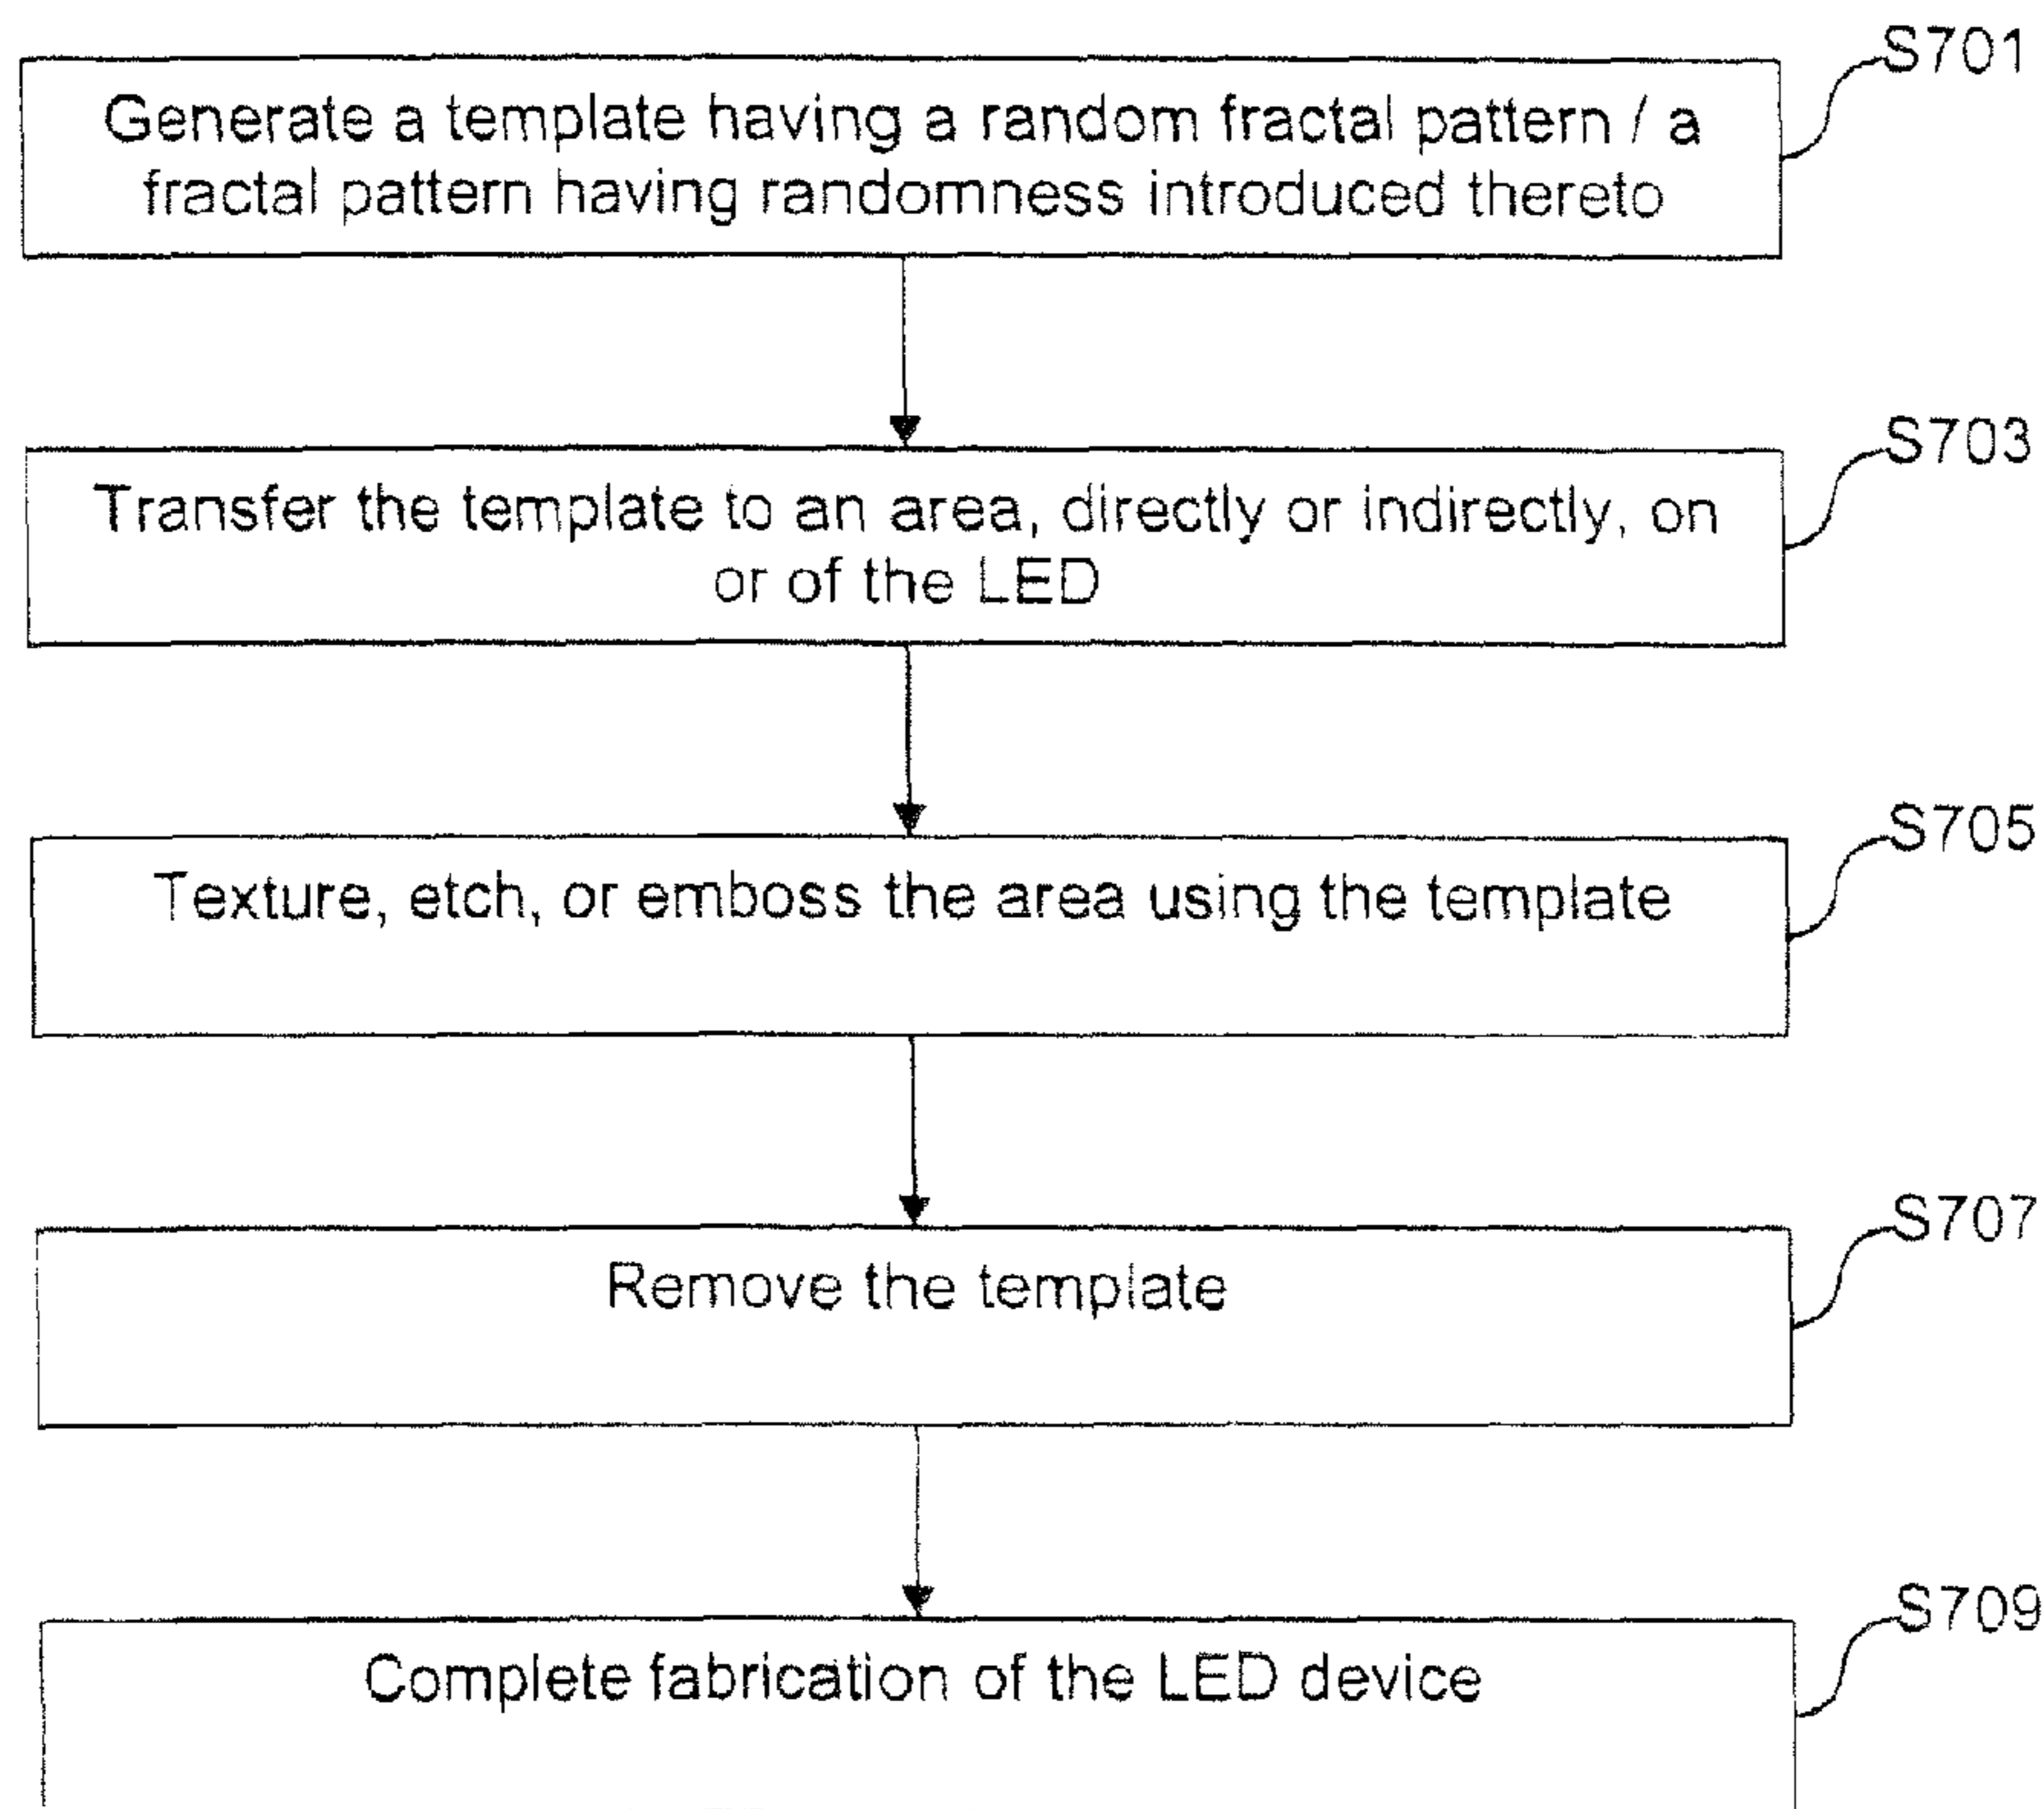 S701
Generate a template having a random fractal pattern / a
fractal pattern having randomness introduced thereto
S703
Transfer the template to an area, directly or indirectly, on
or of the LED
S705
Texture, etch, or emboss the area using the template
S707
Remove the template
S709
Complete fabrication of the LED device